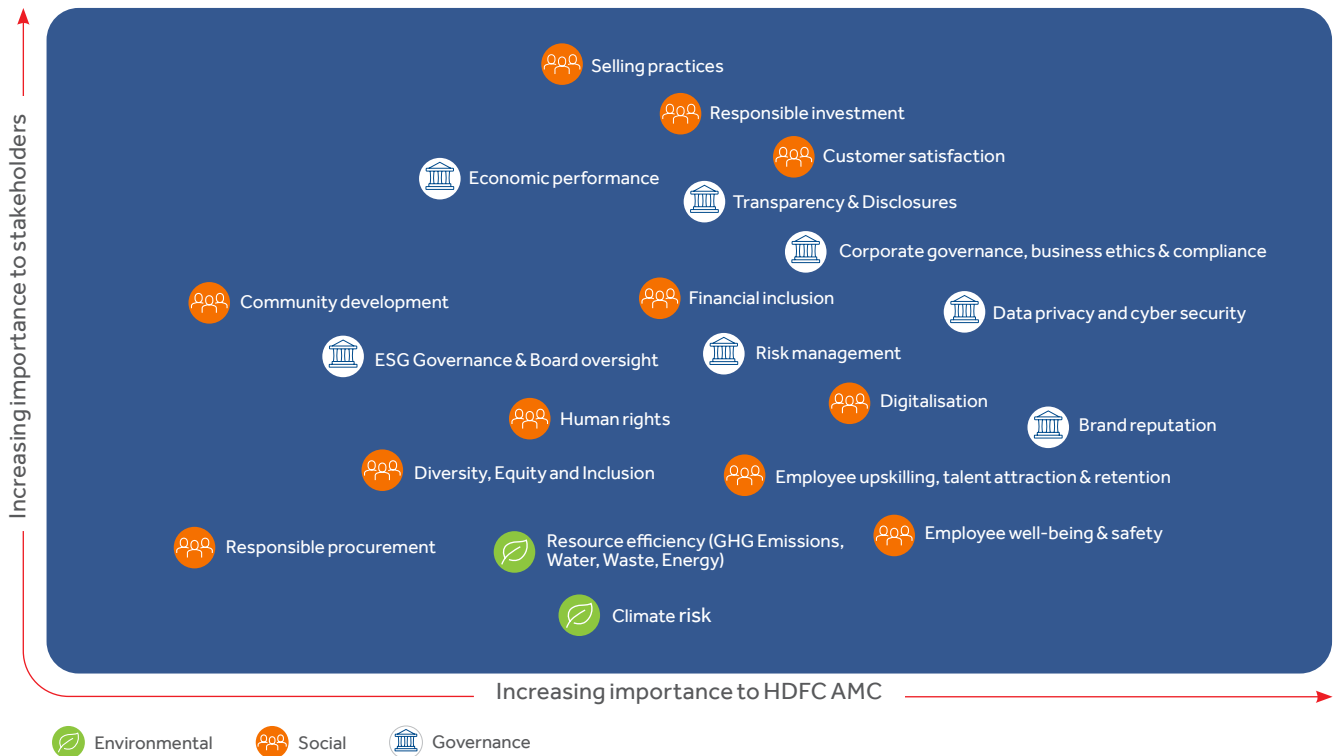 Increasing importance to stakeholders
Selling practices
Responsible investment
Customer satisfaction
Economic performance
Transparency & Disclosures
Corporate governance, business ethics & compliance
Community development
Financial inclusion
Data privacy and cyber security
ESG Governance & Board oversight
Risk management
Digitalisation
Human rights
Brand reputation
Diversity, Equity and Inclusion
Employee upskilling, talent attraction & retention
Responsible procurement
Resource efficiency (GHG Emissions,
Water, Waste, Energy)
Employee well-being & safety
Climate risk
Increasing importance to HDFC AMC
Environmental
Social
Governance